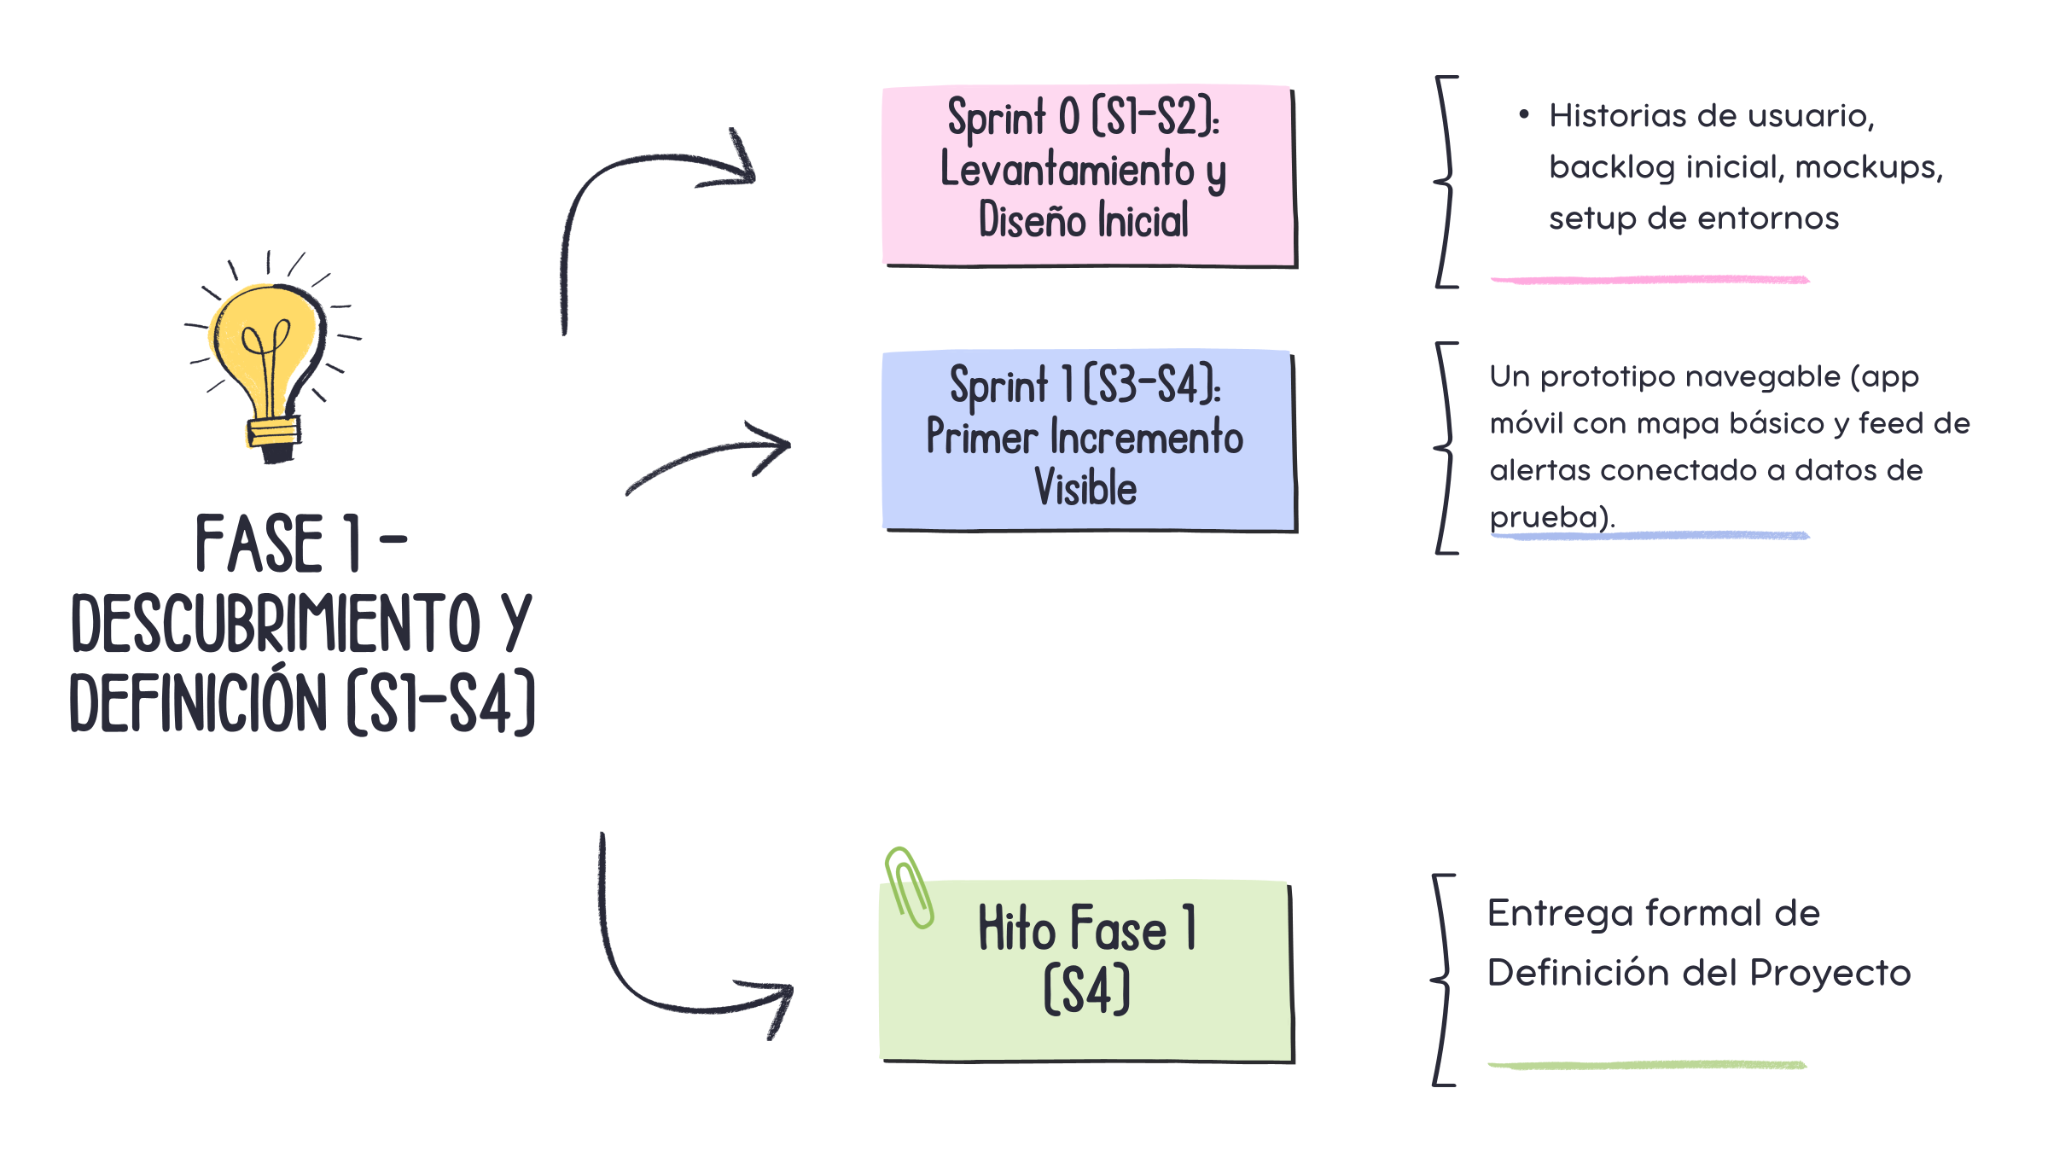 FASE 1 -
DESCUBRIMIENTO Y
DEFINICIÓN (S1-S4)
Sprint 0 (S1-S2):
Levantamiento y
Diseño Inicial
• Historias de usuario,
backlog inicial, mockups,
setup de entornos
Sprint 1 (S3-S4):
Primer Incremento
Visible
Un prototipo navegable (app
móvil con mapa básico y feed de
alertas conectado a datos de
prueba).
Hito Fase 1
(S4)
Entrega formal de
Definición del Proyecto